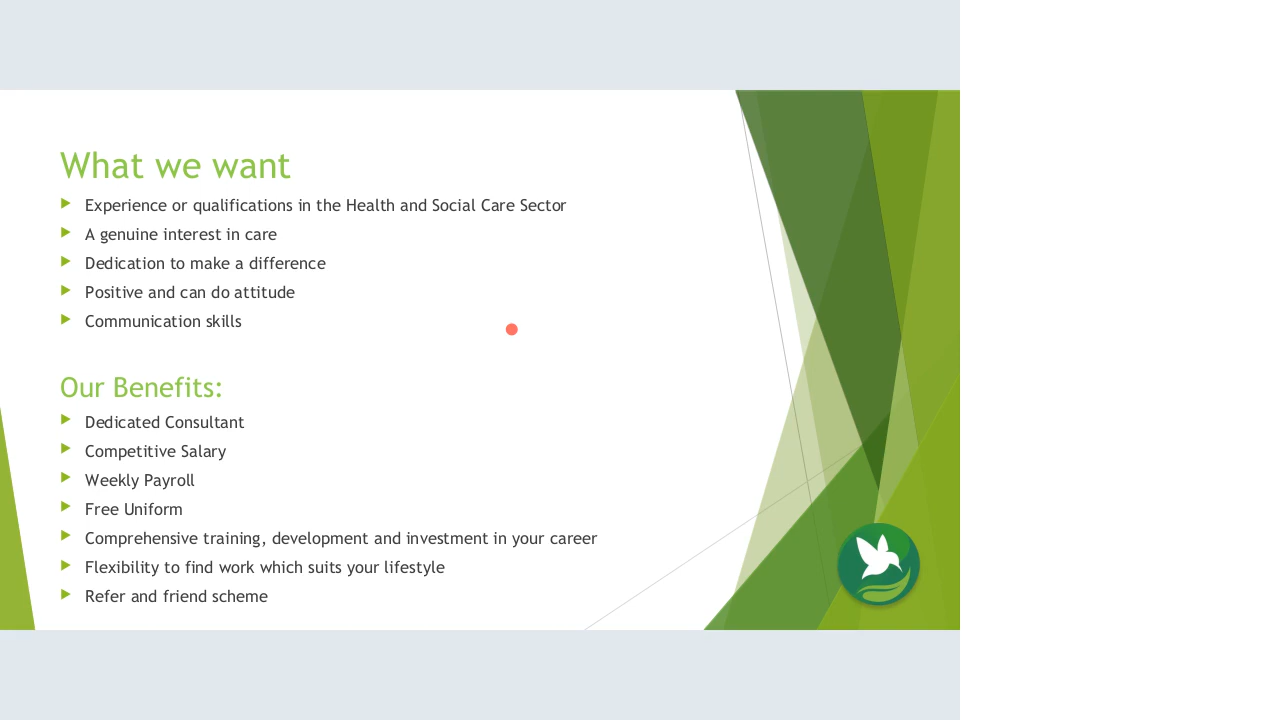 What we want
Experience or qualifications in the Health and Social Care Sector
A genuine interest in care
Dedication to make a difference
Positive and can do attitude
Communication skills
Our Benefits:
Dedicated Consultant
Competitive Salary
Weekly Payroll
Free Uniform
Comprehensive training, development and investment in your career
Flexibility to find work which suits your lifestyle
Refer and friend scheme